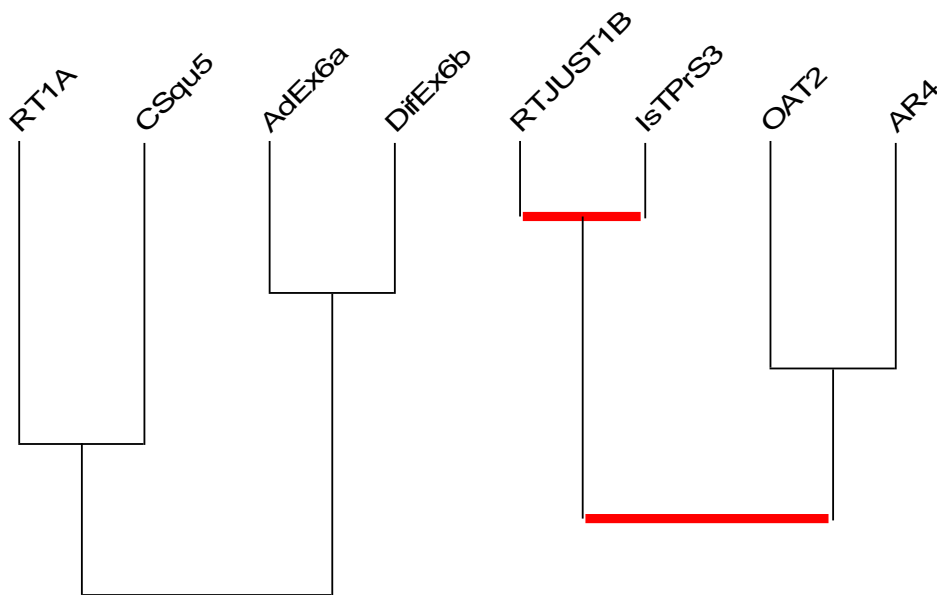 RT1A
CSqu5
AdEx6a
DifEx6b
RTJUST1B
IsTPrS3
OAT2
AR4